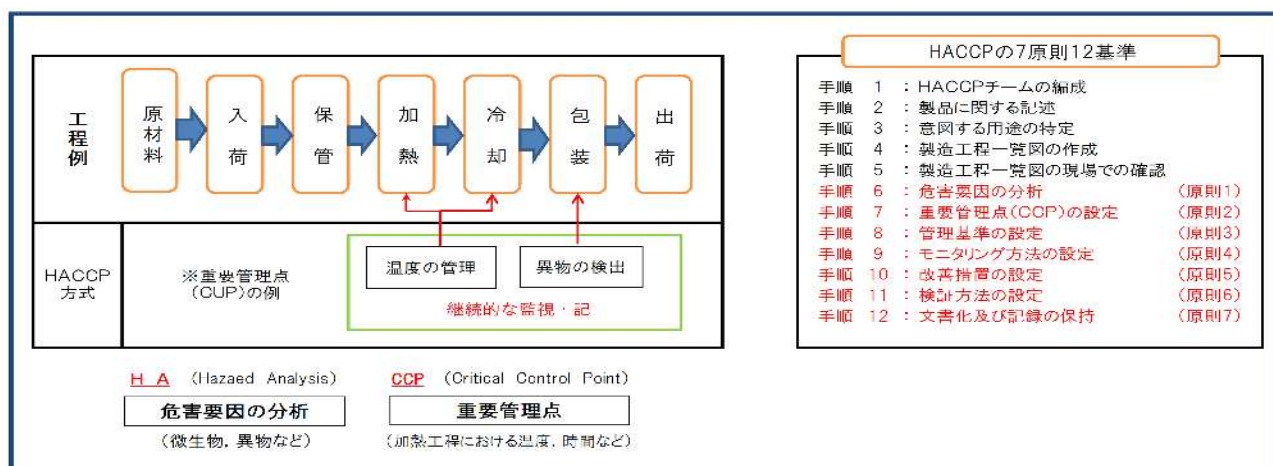 工程例
原材料
入荷
保管
加熱
冷却
包装
出荷
HACCP
方式
※重要管理点
(CUP)の例
温度の管理
異物の検出
継続的な監視・記
H A (Hazaed Analysis)
危害要因の分析
(微生物，異物など)
CCP (Critical Control Point)
重要管理点
(加熱工程における温度，時間など)
HACCPの7原則12基準
手順 1 : HACCPチームの編成
手順 2 : 製品に関する記述
手順 3 : 意図する用途の特定
手順 4 : 製造工程一覧図の作成
手順 5 : 製造工程一覧図の現場での確認
手順 6 : 危害要因の分析 (原則1)
手順 7 : 重要管理点(CCP)の設定 (原則2)
手順 8 : 管理基準の設定 (原則3)
手順 9 : モニタリング方法の設定 (原則4)
手順 10 : 改善措置の設定 (原則5)
手順 11 : 検証方法の設定 (原則6)
手順 12 : 文書化及び記録の保持 (原則7)